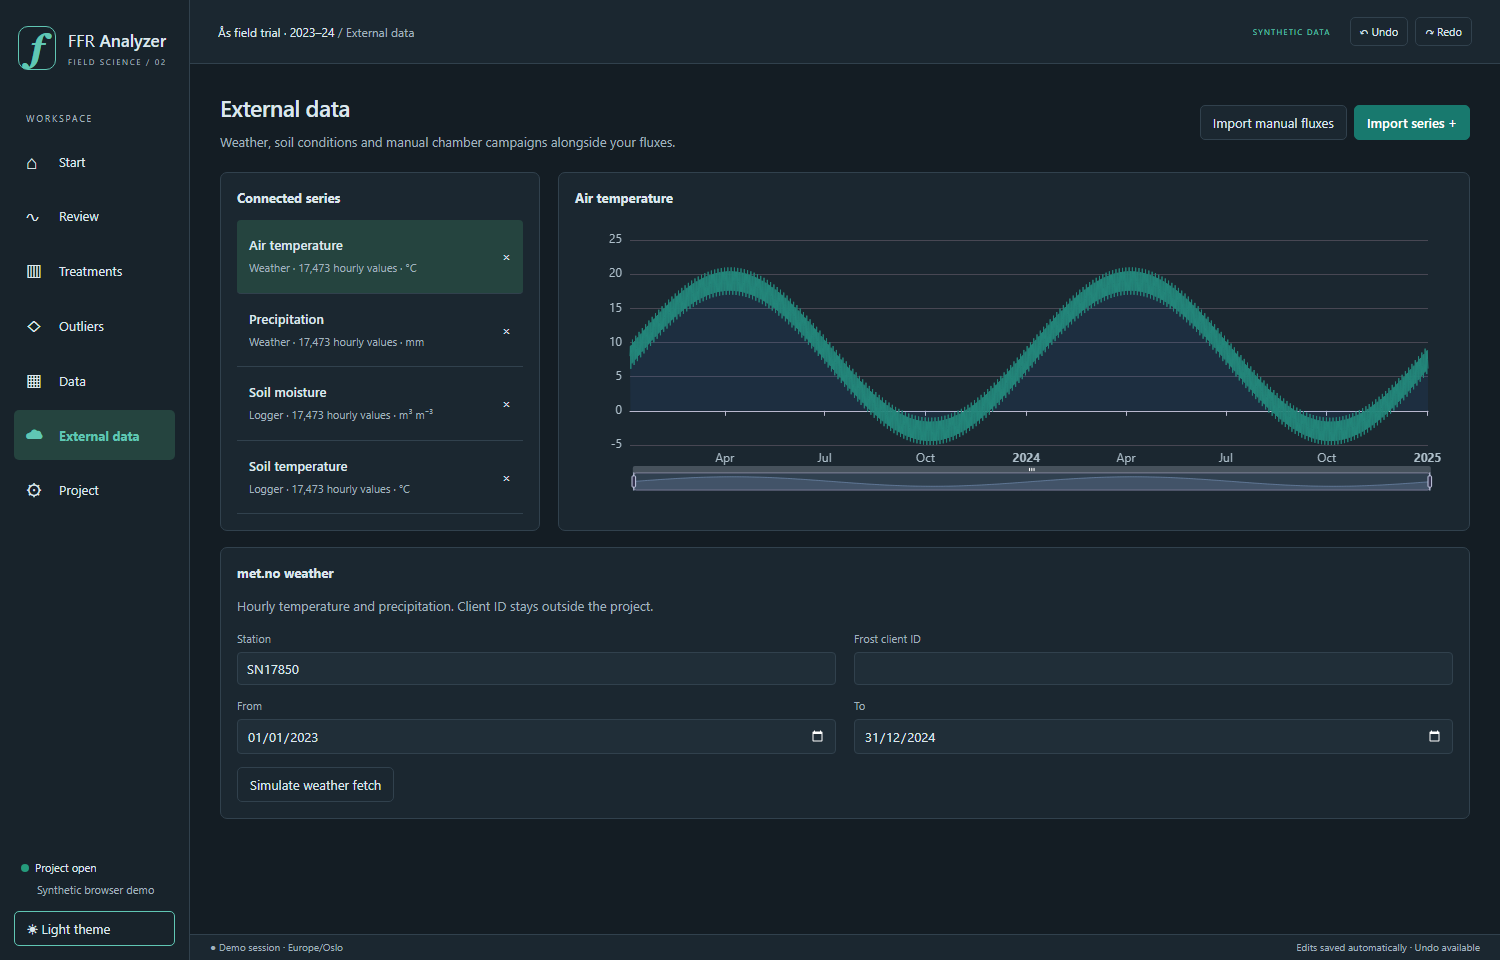 FFR Analyzer
FIELD SCIENCE / 02
WORKSPACE
Start
Review
Treatments
Outliers
Data
External data
Project
Project open
Synthetic browser demo
☀ Light theme
Ås field trial · 2023–24 / External data
SYNTHETIC DATA
↶ Undo
↷ Redo
External data
Weather, soil conditions and manual chamber campaigns alongside your fluxes.
Import manual fluxes
Import series +
Connected series
Air temperature
Weather · 17,473 hourly values · °C
×
Precipitation
Weather · 17,473 hourly values · mm
×
Soil moisture
Logger · 17,473 hourly values · m³ m⁻³
×
Soil temperature
Logger · 17,473 hourly values · °C
×
Air temperature
25
20
15
10
5
0
-5
Apr Jul Oct 2024 Apr Jul Oct 2025
met.no weather
Hourly temperature and precipitation. Client ID stays outside the project.
Station
SN17850
Frost client ID
From
01/01/2023
To
31/12/2024
Simulate weather fetch
● Demo session · Europe/Oslo
Edits saved automatically · Undo available